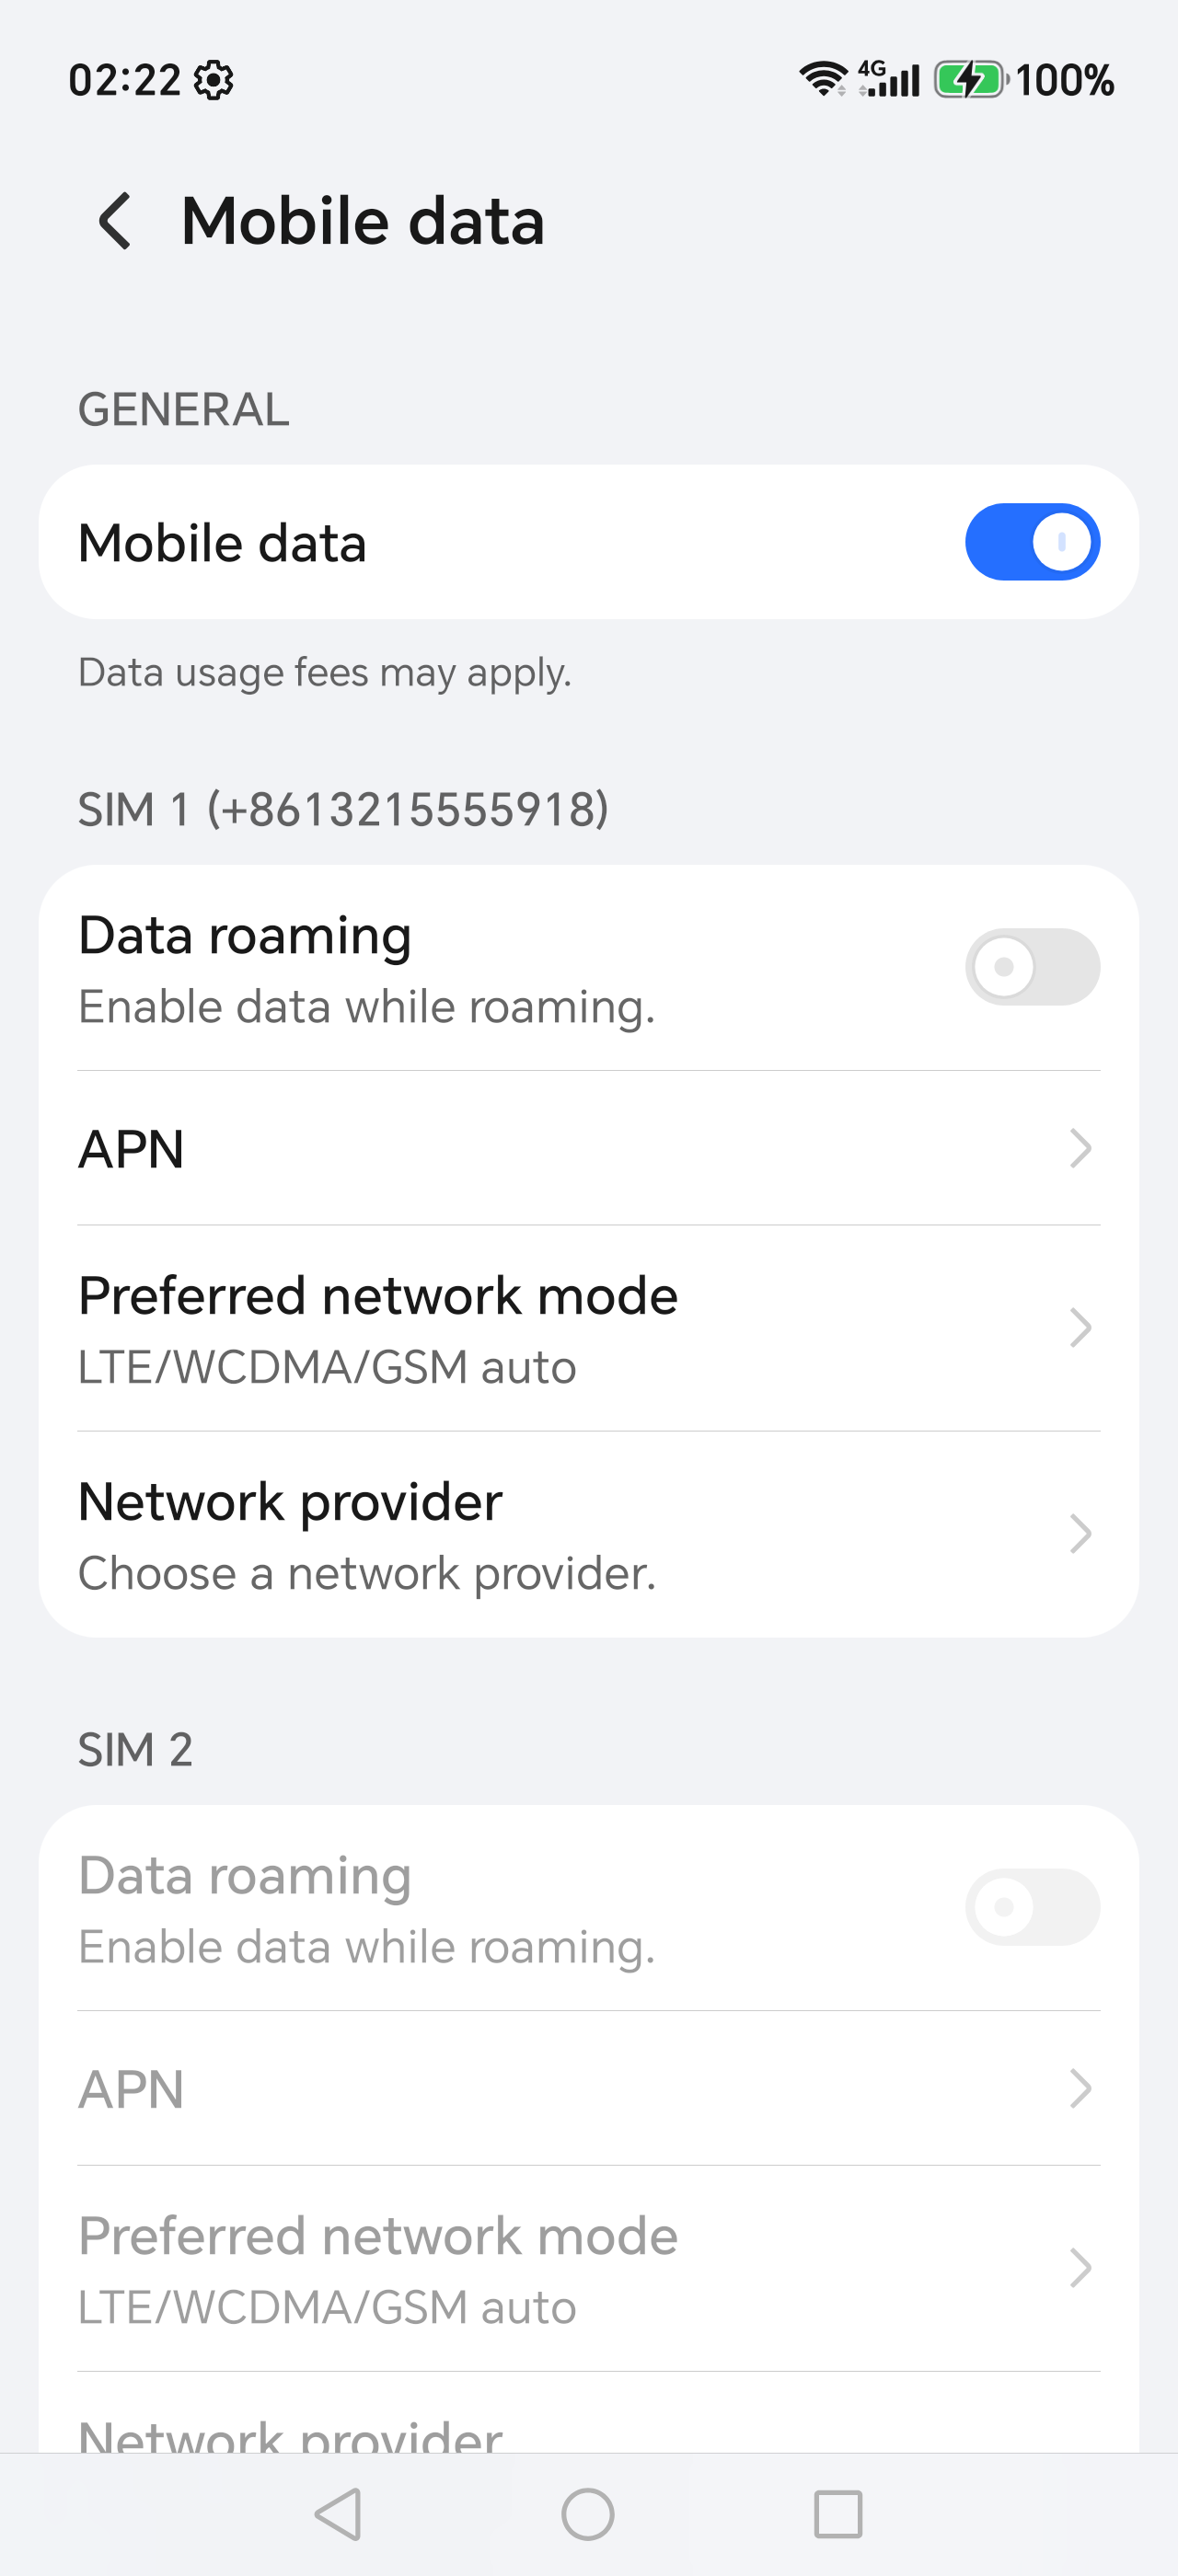 02:22
4G
100%
Mobile data
GENERAL
Mobile data
Data usage fees may apply.
SIM 1 (+8613215555918)
Data roaming
Enable data while roaming.
APN
Preferred network mode
LTE/WCDMA/GSM auto
Network provider
Choose a network provider.
SIM 2
Data roaming
Enable data while roaming.
APN
Preferred network mode
LTE/WCDMA/GSM auto
Network provider